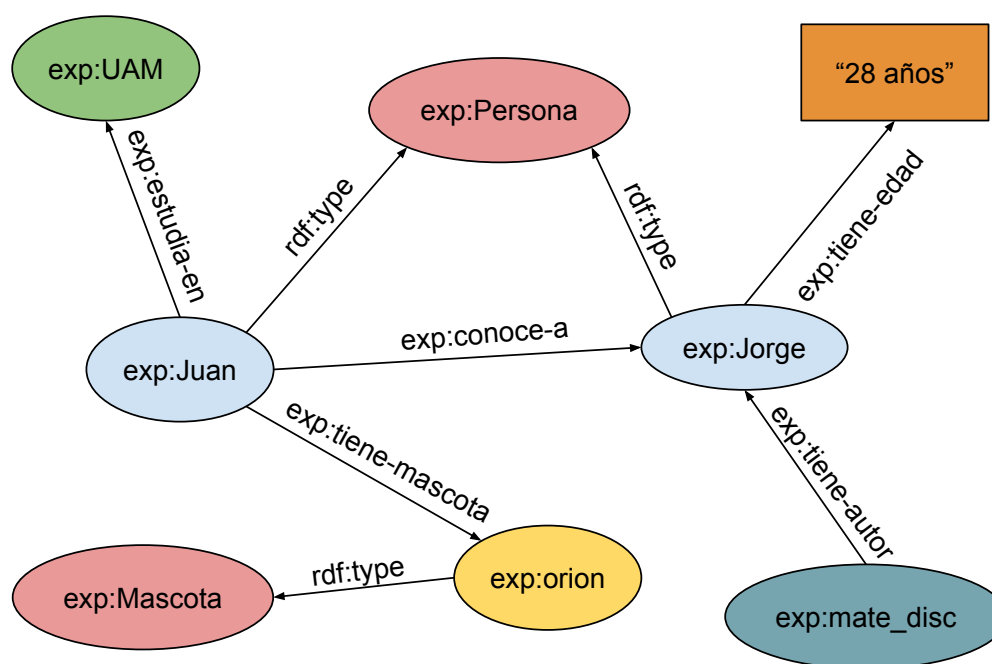 exp:UAM
exp:Persona
“28 años”
exp:estudia-en
rdf:type
rdf:type
exp:tiene-edad
exp:Juan
exp:conoce-a
exp:Jorge
exp:tiene-mascota
exp:tiene-autor
exp:Mascota
rdf:type
exp:orion
exp:mate_disc